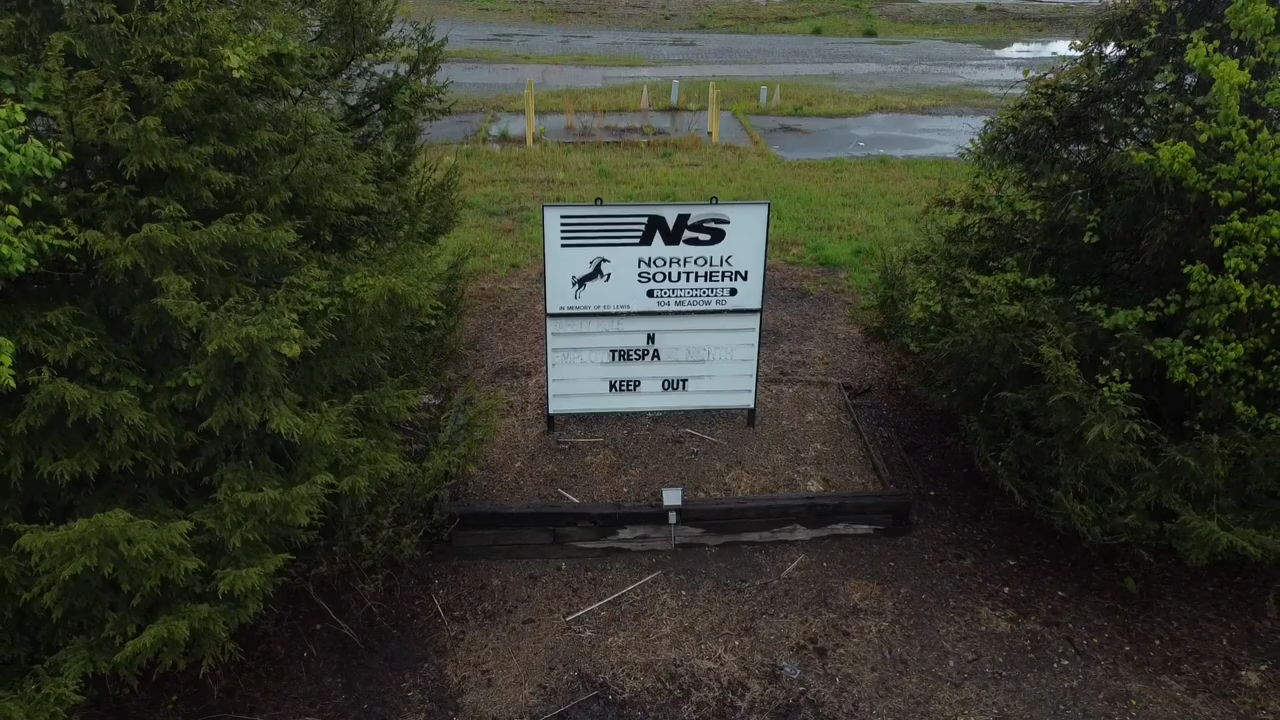 NS
NORFOLK
SOUTHERN
ROUNDHOUSE
104 MEADOW RD
IN MEMORY OF ED LEWIS
N
TRESPA
KEEP OUT